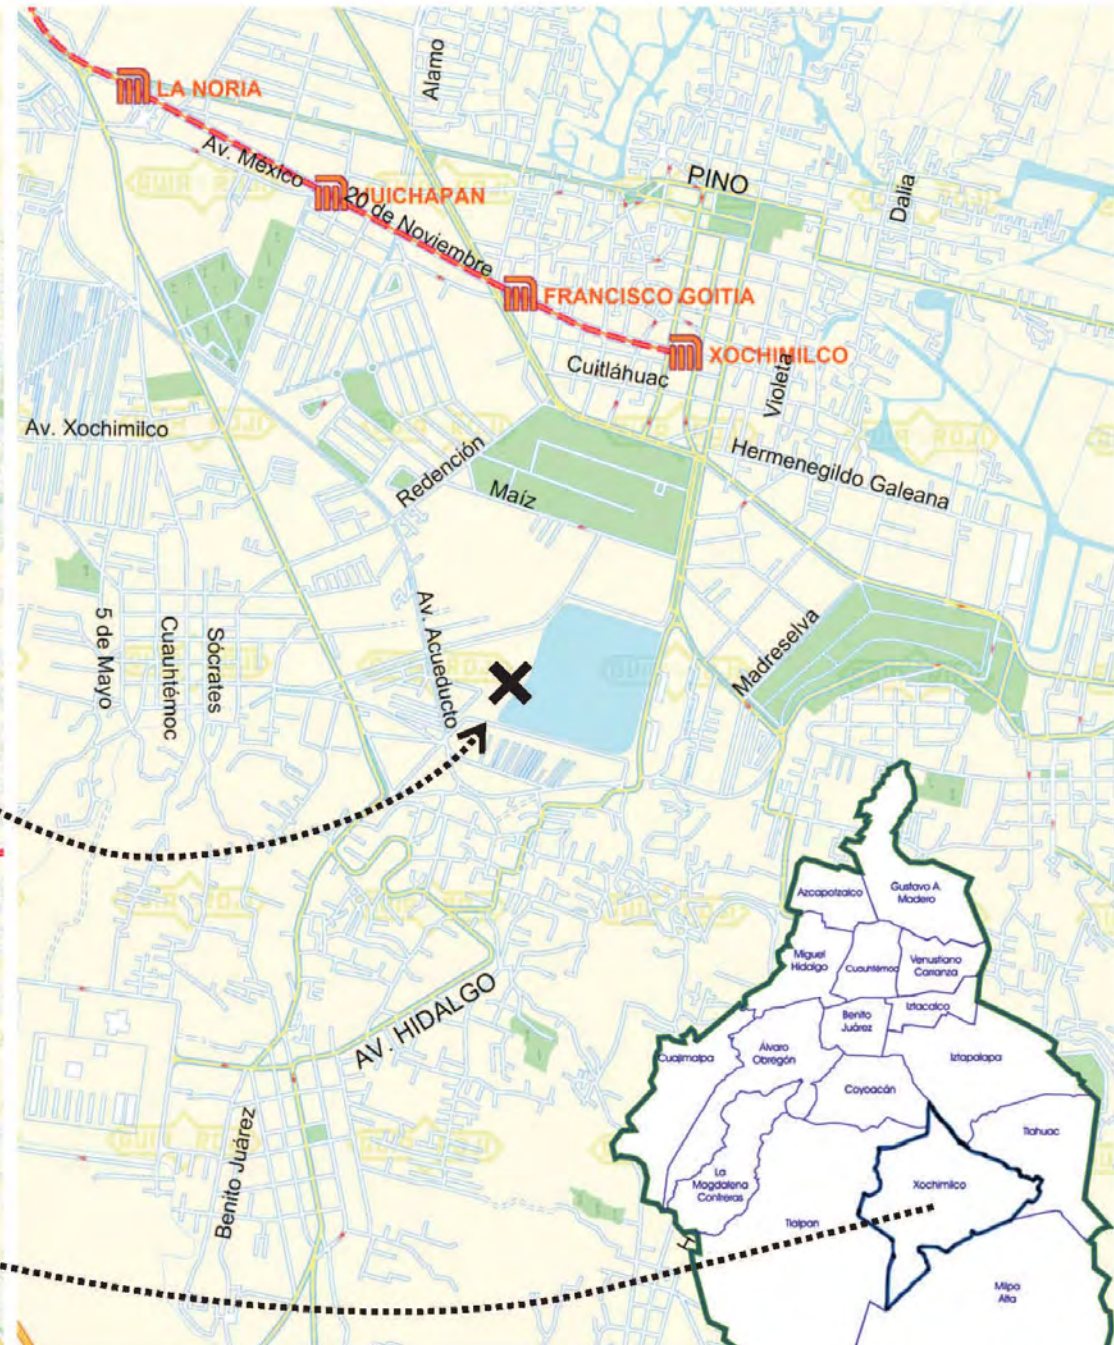 LA NORIA
Alamo
Av. México
HUICHAPAN
20 de Noviembre
PINO
Dalia
FRANCISCO GOITIA
XOCHIMILCO
Cuitláhuac
Violeta
Av. Xochimilco
Redención
Maíz
Hermenegildo Galeana
Av. Acueducto
Madreselva
5 de Mayo
Cuauhtémoc
Sócrates
AV. HIDALGO
Benito Juárez
Azcapotzalco
Gustavo A.
Madero
Miguel
Hidalgo
Cuauhtémoc
Venustiano
Carranza
Iztacalco
Benito
Juárez
Cuajimalpa
Alvaro
Obregón
Iztapalapa
Coyoacán
Tlahuac
La
Magdalena
Contreras
Xochimilco
Tlalpan
Milpa
Alta